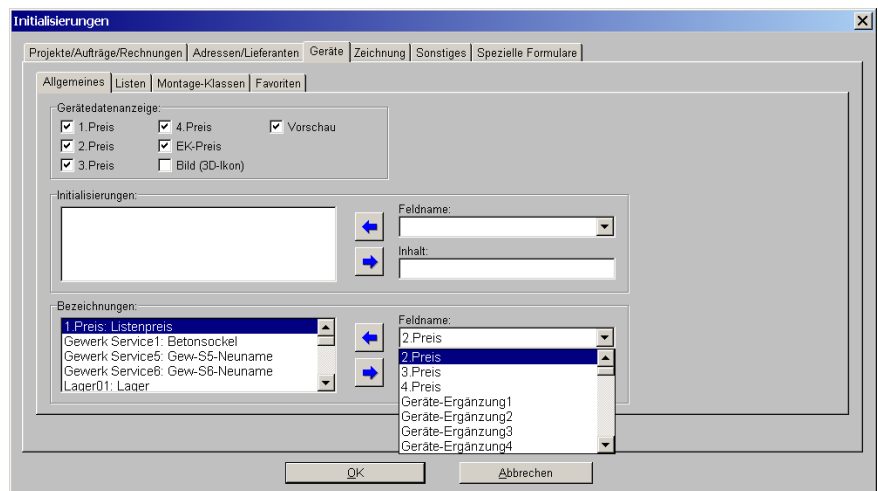 Initialisierungen
Projekte/Aufträge/Rechnungen Adressen/Lieferanten Geräte Zeichnung Sonstiges Spezielle Formulare
Allgemeines Listen Montage-Klassen Favoriten
Gerätedatenanzeige:
1.Preis 4.Preis Vorschau
2.Preis EK-Preis
3.Preis Bild (3D-Ikon)
Initialisierungen:
Feldname:
Inhalt:
Bezeichnungen:
1.Preis: Listenpreis
Gewerk Service1: Betonsockel
Gewerk Service5: Gew-S5-Neuname
Gewerk Service6: Gew-S6-Neuname
Lager01: Lager
Feldname:
2.Preis
2.Preis
3.Preis
4.Preis
Geräte-Ergänzung1
Geräte-Ergänzung2
Geräte-Ergänzung3
Geräte-Ergänzung4
OK Abbrechen